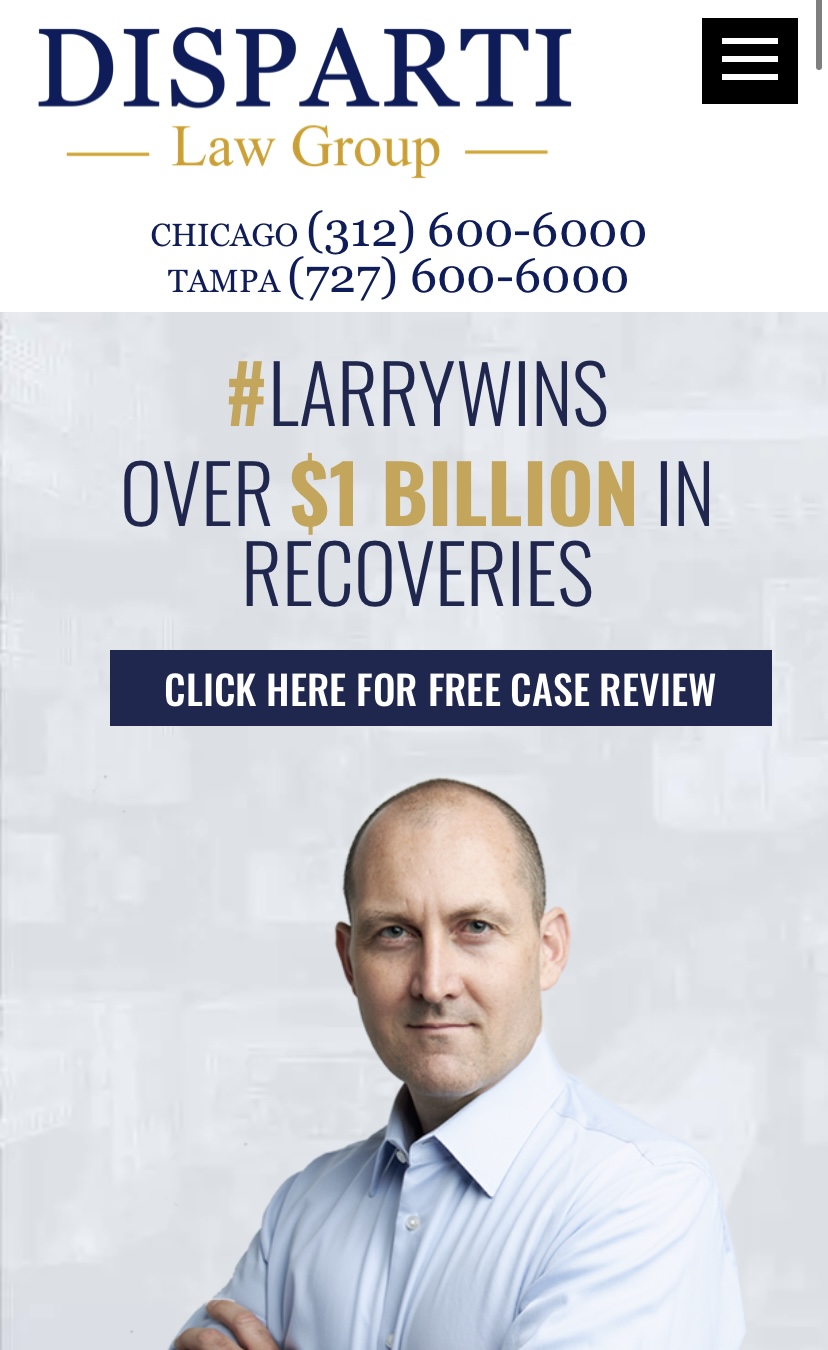 DISPARTI
Law Group
CHICAGO (312) 600-6000
TAMPA (727) 600-6000
#LARRYWINS
OVER $1 BILLION IN
RECOVERIES
CLICK HERE FOR FREE CASE REVIEW